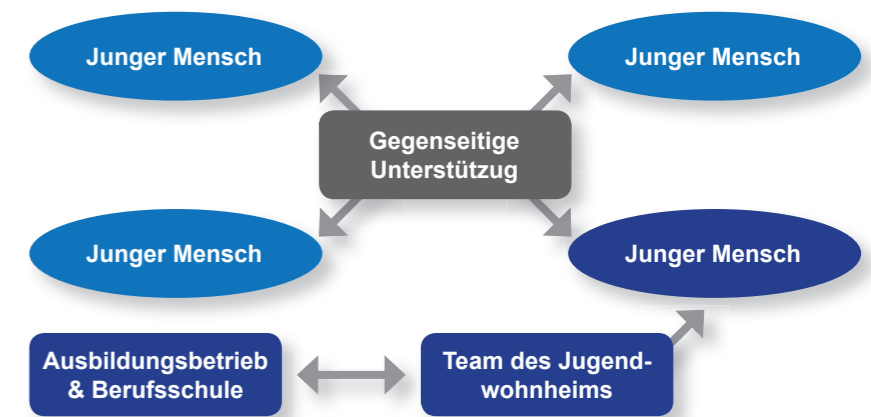 Junger Mensch
Junger Mensch
Gegenseitige
Unterstützug
Junger Mensch
Junger Mensch
Ausbildungsbetrieb
& Berufsschule
Team des Jugend-
wohnheims